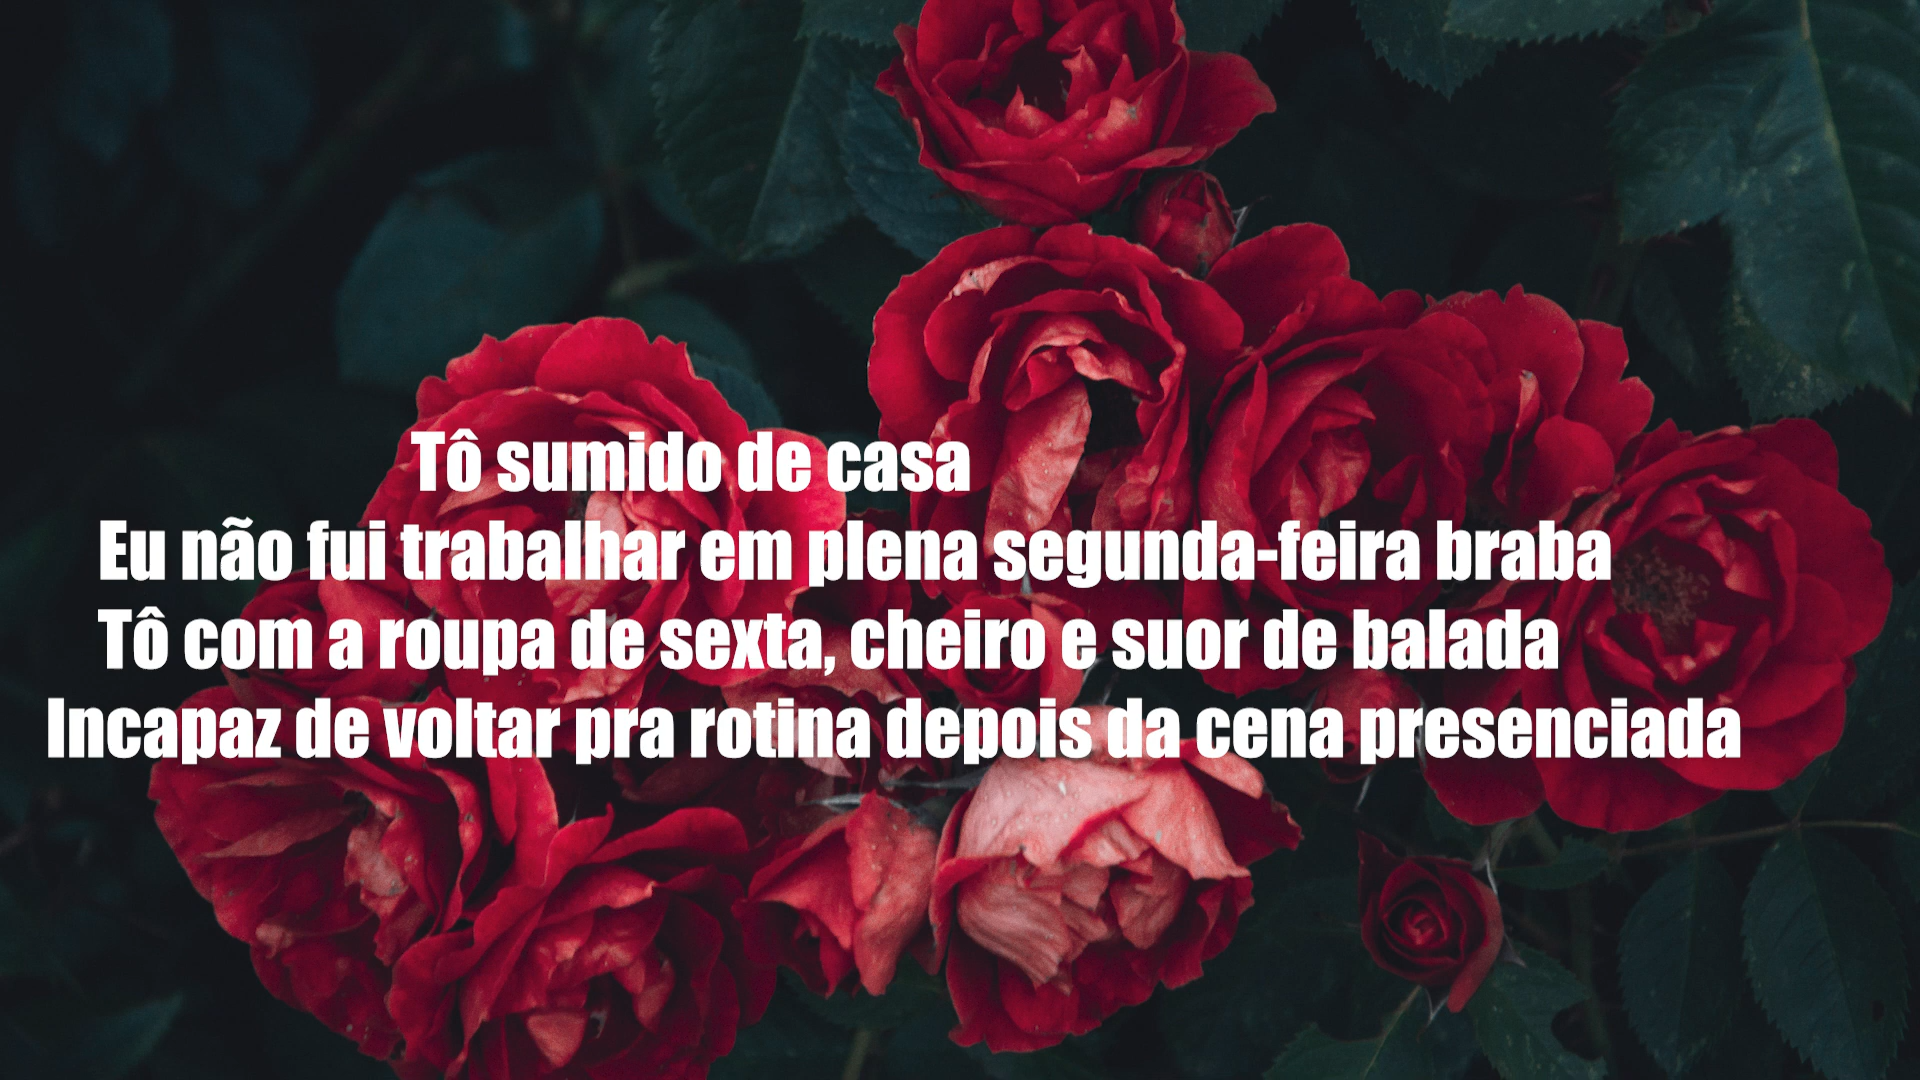 Tô sumido de casa
Eu não fui trabalhar em plena segunda-feira braba
Tô com a roupa de sexta, cheiro e suor de balada
Incapaz de voltar pra rotina depois da cena presenciada